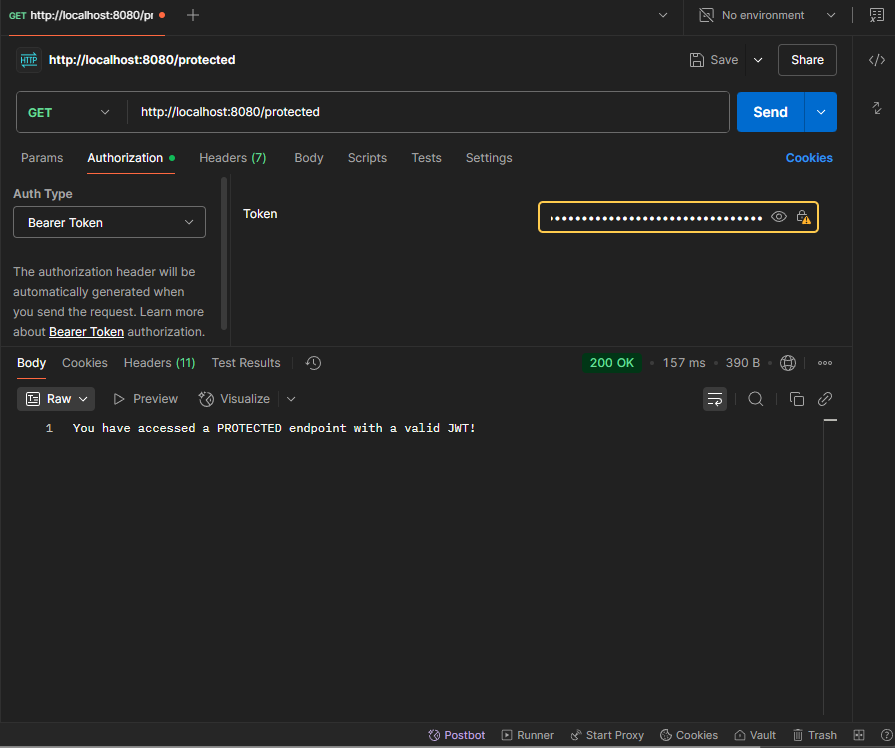 GET http://localhost:8080/pr
No environment
HTTP http://localhost:8080/protected
Save
Share
GET http://localhost:8080/protected
Send
Params Authorization Headers (7) Body Scripts Tests Settings Cookies
Auth Type
Bearer Token
Token
The authorization header will be
automatically generated when
you send the request. Learn more
about Bearer Token authorization.
Body Cookies Headers (11) Test Results 200 OK • 157 ms • 390 B •
Raw Preview Visualize
1 You have accessed a PROTECTED endpoint with a valid JWT!
Postbot Runner Start Proxy Cookies Vault Trash